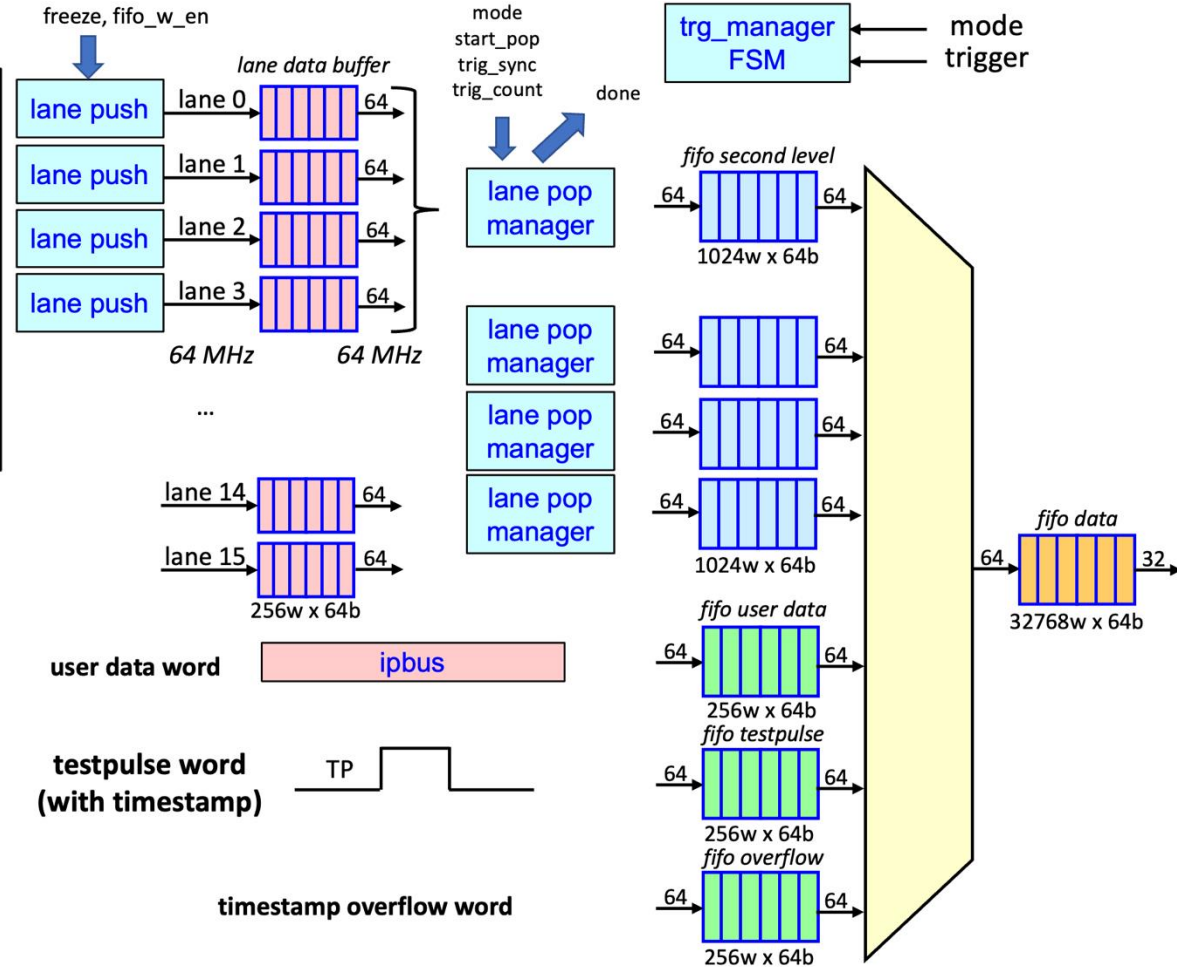 freeze, fifo_w_en
lane data buffer
lane push
lane 0
64
lane push
lane 1
64
lane push
lane 2
64
lane push
lane 3
64
64 MHz
64 MHz
...
lane 14
64
lane 15
64
256w x 64b
mode
start_pop
trig_sync
trig_count
done
lane pop
manager
lane pop
manager
lane pop
manager
lane pop
manager
trg_manager
FSM
mode
trigger
fifo second level
64
64
1024w x 64b
64
64
64
64
64
64
1024w x 64b
user data word
ipbus
fifo user data
64
64
256w x 64b
testpulse word
(with timestamp)
TP
fifo testpulse
64
64
256w x 64b
timestamp overflow word
fifo overflow
64
64
256w x 64b
fifo data
64
32
32768w x 64b